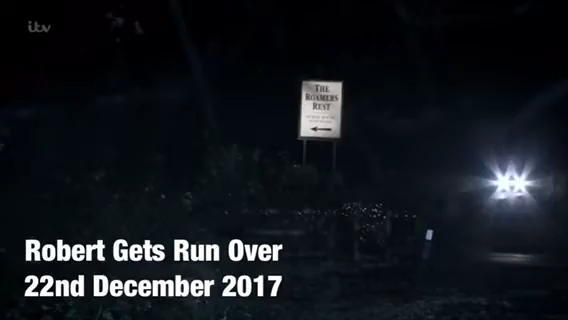 itv
THE
ROAMERS
REST
Robert Gets Run Over
22nd December 2017